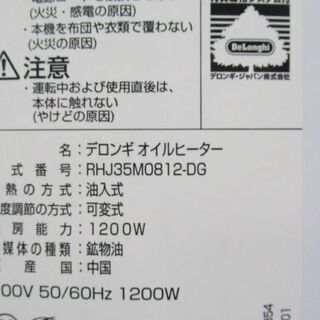 (火災・感電の原因)
・本機を布団や衣類で覆わない
(火災の原因)
注意
・運転中および使用直後は、
本体に触れない
(やけどの原因)
DeLonghi
デロンギ・ジャパン株式会社
名：デロンギ オイルヒーター
式 番 号：RHJ35M0812-DG
熱の方式：油入式
度調節の方式：可変式
房能力：1200W
媒体の種類：鉱物油
産 国：中国
00V 50/60Hz 1200W